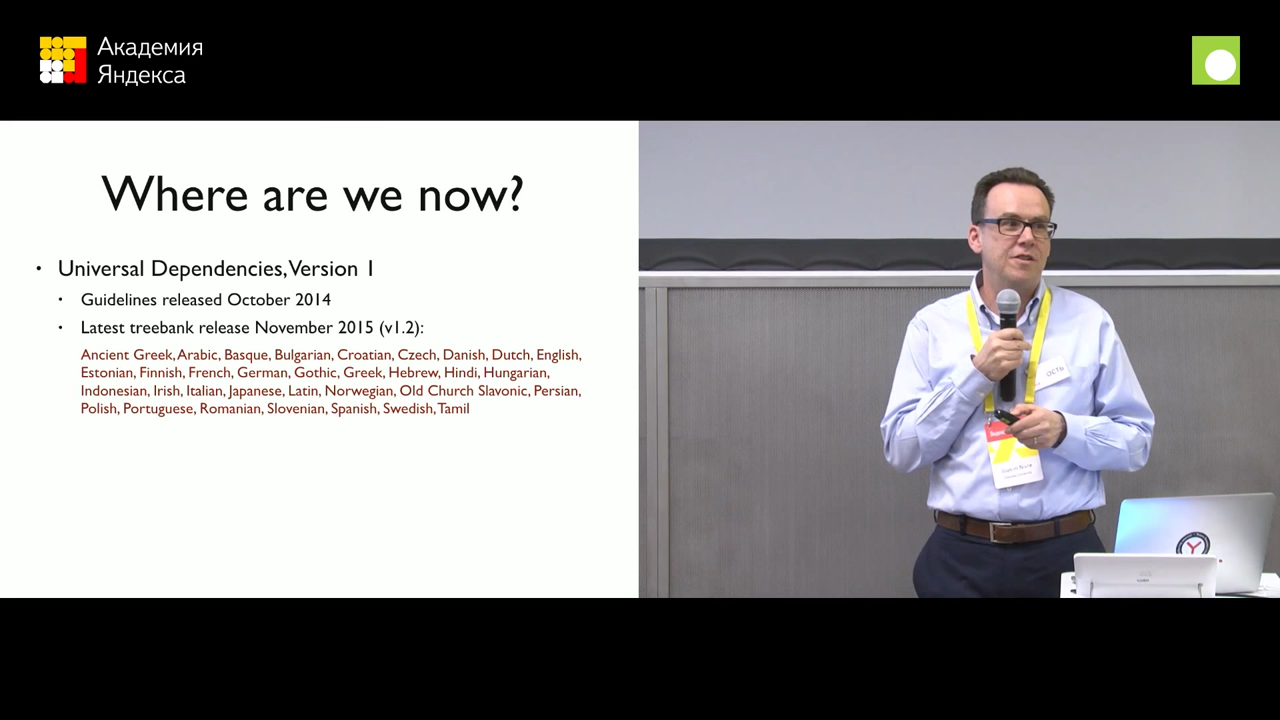 Академия
Яндекса
Where are we now?
• Universal Dependencies, Version 1
• Guidelines released October 2014
• Latest treebank release November 2015 (v1.2):
Ancient Greek, Arabic, Basque, Bulgarian, Croatian, Czech, Danish, Dutch, English,
Estonian, Finnish, French, German, Gothic, Greek, Hebrew, Hindi, Hungarian,
Indonesian, Irish, Italian, Japanese, Latin, Norwegian, Old Church Slavonic, Persian,
Polish, Portuguese, Romanian, Slovenian, Spanish, Swedish, Tamil